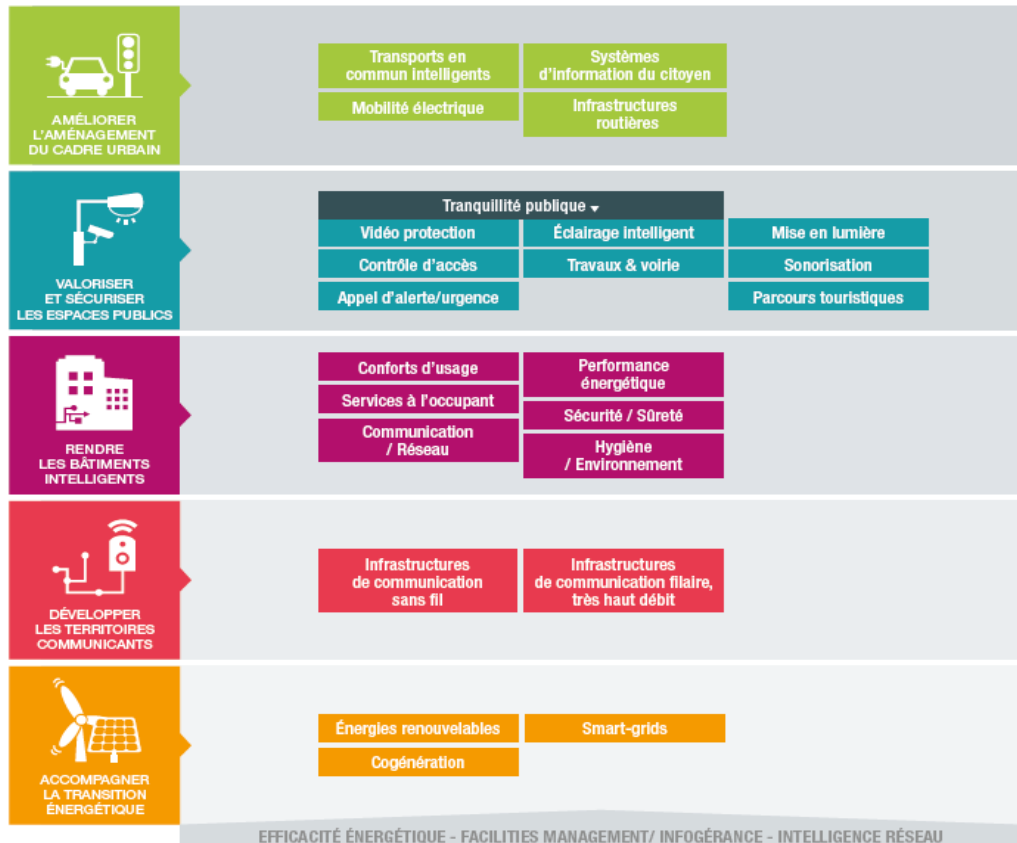 AMÉLIORER
L'AMÉNAGEMENT
DU CADRE URBAIN
Transports en
commun intelligents
Mobilité électrique
Systèmes
d'information du citoyen
Infrastructures
routières
VALORISER
ET SÉCURISER
LES ESPACES PUBLICS
Tranquillité publique
Vidéo protection
Contrôle d'accès
Appel d'alerte/urgence
Éclairage intelligent
Travaux & voirie
Mise en lumière
Sonorisation
Parcours touristiques
RENDRE
LES BÂTIMENTS
INTELLIGENTS
Conforts d'usage
Services à l'occupant
Communication
/ Réseau
Performance
énergétique
Sécurité / Sûreté
Hygiène
/ Environnement
DÉVELOPPER
LES TERRITOIRES
COMMUNICANTS
Infrastructures
de communication
sans fil
Infrastructures
de communication filaire,
très haut débit
ACCOMPAGNER
LA TRANSITION
ÉNERGÉTIQUE
Énergies renouvelables
Cogénération
Smart-grids
EFFICACITÉ ÉNERGÉTIQUE - FACILITIES MANAGEMENT/ INFOGÉRANCE - INTELLIGENCE RÉSEAU